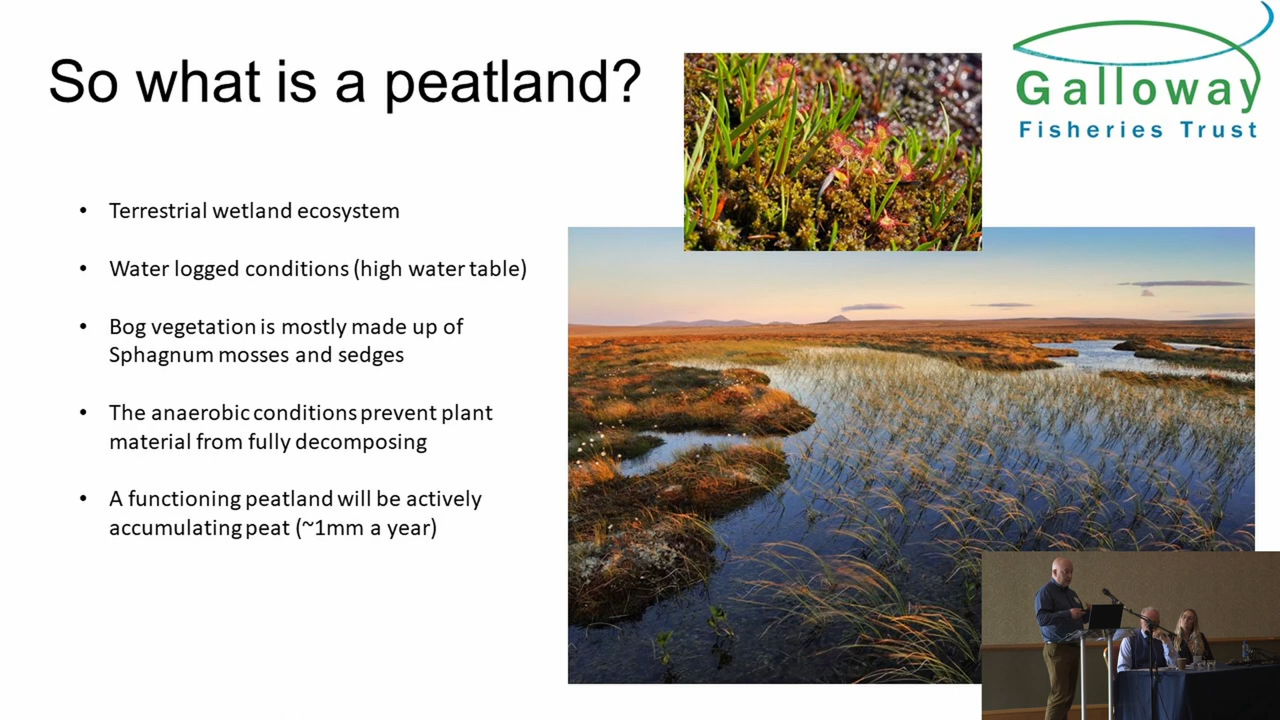 So what is a peatland?
Galloway
Fisheries Trust
• Terrestrial wetland ecosystem
• Water logged conditions (high water table)
• Bog vegetation is mostly made up of
Sphagnum mosses and sedges
• The anaerobic conditions prevent plant
material from fully decomposing
• A functioning peatland will be actively
accumulating peat (~1mm a year)